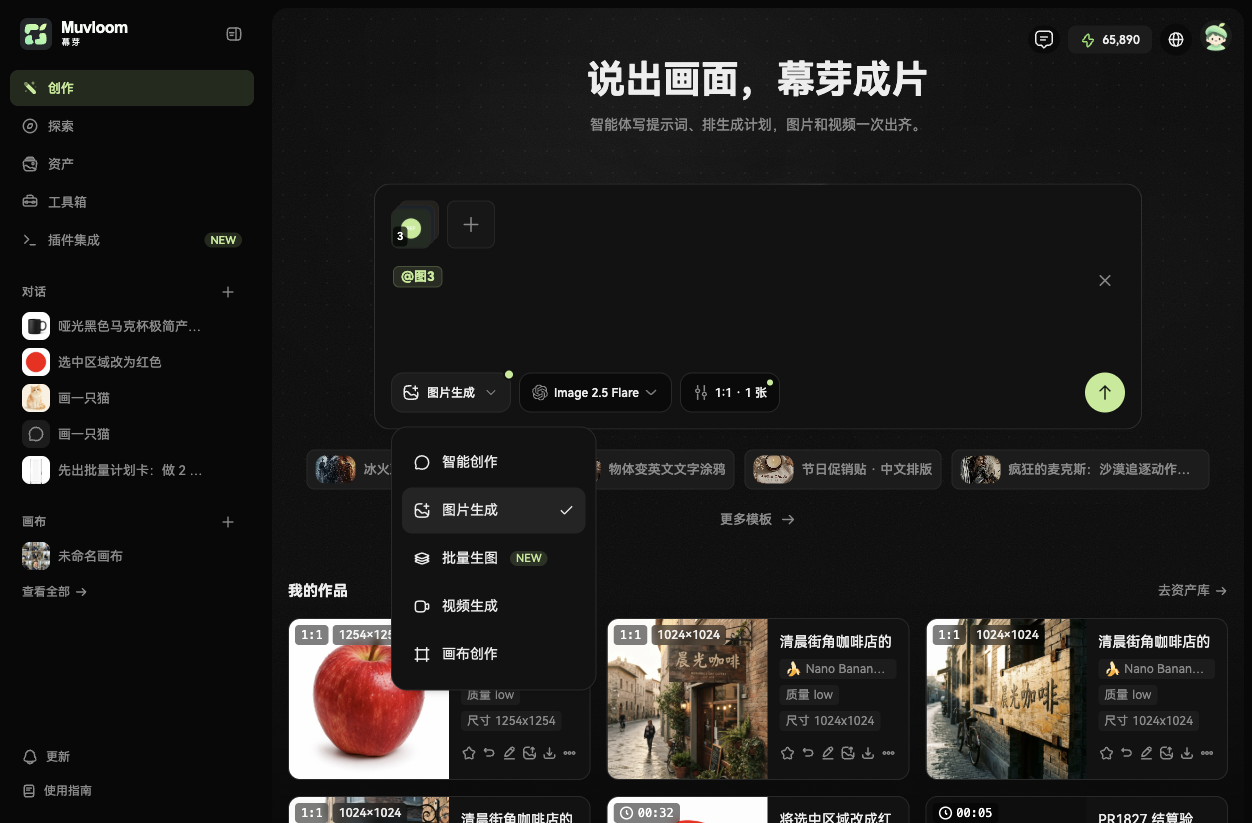 Muvloom
幕芽
创作
探索
资产
工具箱
插件集成 NEW
对话
哑光黑色马克杯极简产...
选中区域改为红色
画一只猫
画一只猫
先出批量计划卡：做 2 ...
画布
未命名画布
查看全部
更新
使用指南
65,890
说出画面，幕芽成片
智能体写提示词、排生成计划，图片和视频一次出齐。
3
@图3
图片生成
Image 2.5 Flare
1:1 · 1 张
智能创作
图片生成
批量生图 NEW
视频生成
画布创作
冰火
物体变英文文字涂鸦
节日促销贴 · 中文排版
疯狂的麦克斯：沙漠追逐动作...
更多模板
我的作品
去资产库
1:1
质量 low
尺寸 1254x1254
1:1 1024×1024
晨光咖啡
清晨街角咖啡店的
Nano Banan...
质量 low
尺寸 1024x1024
1:1 1024×1024
晨光咖啡
清晨街角咖啡店的
Nano Banan...
质量 low
尺寸 1024x1024
1:1 1024×1024
清晨街角咖啡店的
00:32
将选中区域改成红
00:05
PR1827 结算验